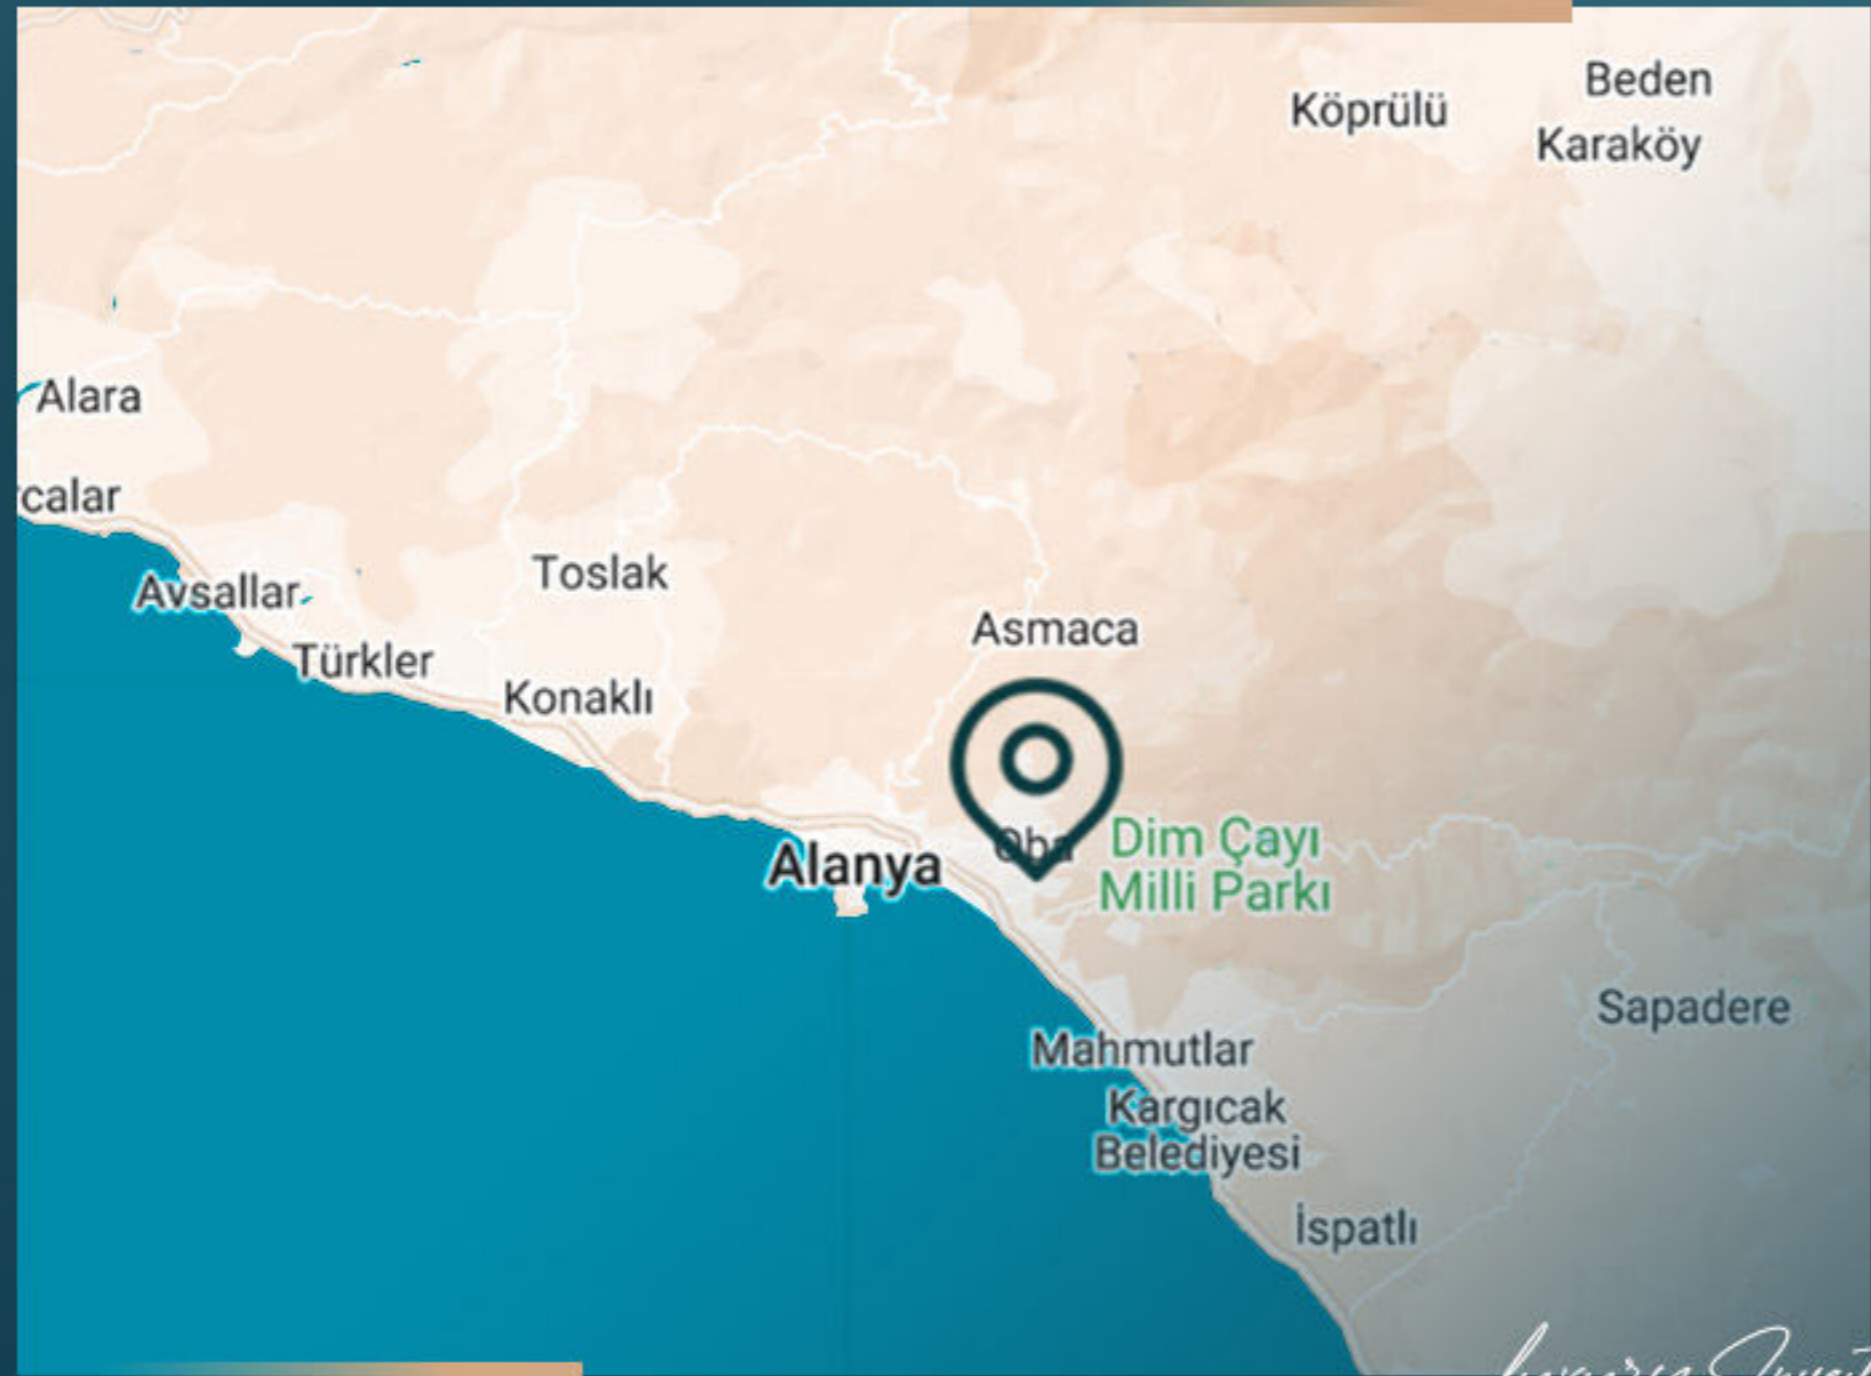 Beden
Köprülü
Karaköy
Alara
calar
Avsallar
Toslak
Türkler
Konaklı
Asmaca
Oba
Alanya
Dim Çayı
Milli Parkı
Sapadere
Mahmutlar
Kargıcak
Belediyesi
İspatlı